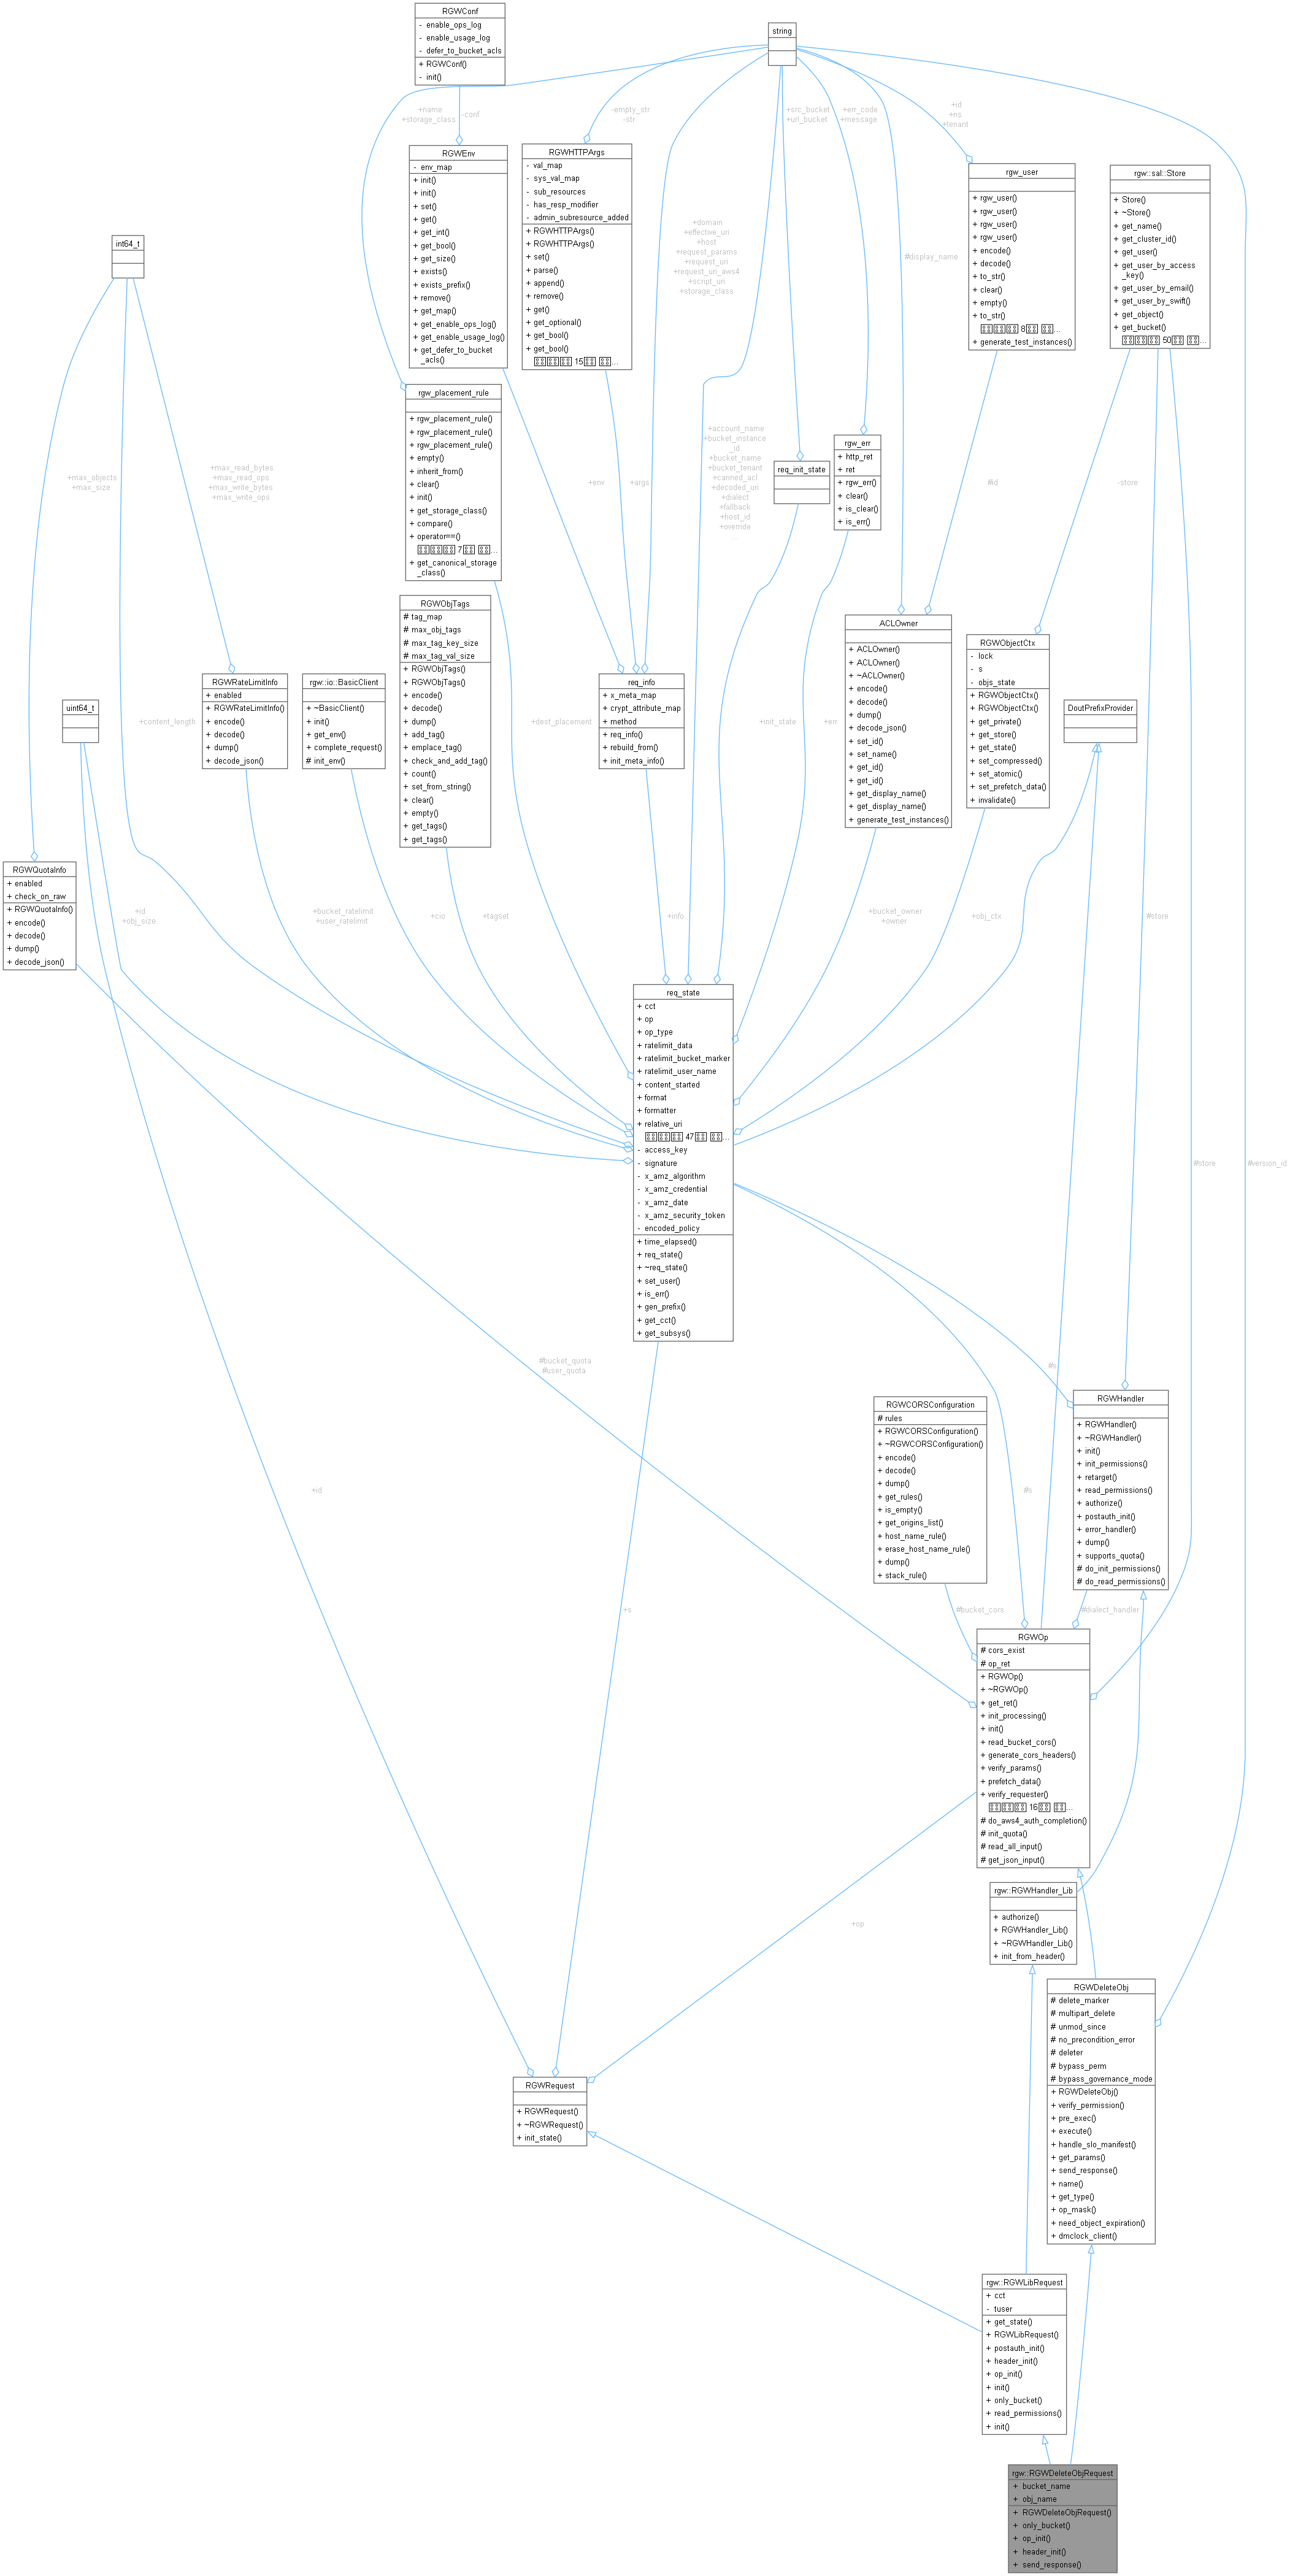 RGWConf
- enable_ops_log
- enable_usage_log
- defer_to_bucket_acls
+ RGWConf()
- init()
string
+name
+storage_class
-conf
-empty_str
-str
+src_bucket
+url_bucket
+err_code
+message
+id
+ns
+tenant
RGWEnv
- env_map
+ init()
+ init()
+ set()
+ get()
+ get_int()
+ get_bool()
+ get_size()
+ exists()
+ exists_prefix()
+ remove()
+ get_map()
+ get_enable_ops_log()
+ get_enable_usage_log()
+ get_defer_to_bucket
_acls()
RGWHTTPArgs
- val_map
- sys_val_map
- sub_resources
- has_resp_modifier
- admin_subresource_added
+ RGWHTTPArgs()
+ RGWHTTPArgs()
+ set()
+ parse()
+ append()
+ remove()
+ get()
+ get_optional()
+ get_bool()
+ get_bool()
15
...
rgw_user
+ rgw_user()
+ rgw_user()
+ rgw_user()
+ rgw_user()
+ encode()
+ decode()
+ to_str()
+ clear()
+ empty()
+ to_str()
8
...
+ generate_test_instances()
rgw::sal::Store
+ Store()
+ ~Store()
+ get_name()
+ get_cluster_id()
+ get_user()
+ get_user_by_access
_key()
+ get_user_by_email()
+ get_user_by_swift()
+ get_object()
+ get_bucket()
50
...
int64_t
+domain
+effective_uri
+host
+request_params
+request_uri
+request_uri_aws4
+script_uri
+storage_class
#display_name
rgw_placement_rule
+ rgw_placement_rule()
+ rgw_placement_rule()
+ rgw_placement_rule()
+ empty()
+ inherit_from()
+ clear()
+ init()
+ get_storage_class()
+ compare()
+ operator==()
7
...
+ get_canonical_storage
_class()
+max_objects
+max_size
+max_read_bytes
+max_read_ops
+max_write_bytes
+max_write_ops
+env
+args
+account_name
+bucket_instance
_id
+bucket_name
+bucket_tenant
+canned_acl
+decoded_uri
+dialect
+fallback
+host_id
+override
...
req_init_state
rgw_err
+ http_ret
+ ret
+ rgw_err()
+ clear()
+ is_clear()
+ is_err()
#id
-store
RGWObjTags
# tag_map
# max_obj_tags
# max_tag_key_size
# max_tag_val_size
+ RGWObjTags()
+ RGWObjTags()
+ encode()
+ decode()
+ dump()
+ add_tag()
+ emplace_tag()
+ check_and_add_tag()
+ count()
+ set_from_string()
+ clear()
+ empty()
+ get_tags()
+ get_tags()
ACLOwner
+ ACLOwner()
+ ACLOwner()
+ ~ACLOwner()
+ encode()
+ decode()
+ dump()
+ decode_json()
+ set_id()
+ set_name()
+ get_id()
+ get_id()
+ get_display_name()
+ get_display_name()
+ generate_test_instances()
RGWObjectCtx
- lock
- s
- objs_state
+ RGWObjectCtx()
+ RGWObjectCtx()
+ get_private()
+ get_store()
+ get_state()
+ set_compressed()
+ set_atomic()
+ set_prefetch_data()
+ invalidate()
uint64_t
+content_length
RGWRateLimitInfo
+ enabled
+ RGWRateLimitInfo()
+ encode()
+ decode()
+ dump()
+ decode_json()
rgw::io::BasicClient
+ ~BasicClient()
+ init()
+ get_env()
+ complete_request()
# init_env()
+dest_placement
req_info
+ x_meta_map
+ crypt_attribute_map
+ method
+ req_info()
+ rebuild_from()
+ init_meta_info()
+init_state
+err
DoutPrefixProvider
RGWQuotaInfo
+ enabled
+ check_on_raw
+ RGWQuotaInfo()
+ encode()
+ decode()
+ dump()
+ decode_json()
+id
+obj_size
+bucket_ratelimit
+user_ratelimit
+cio
+tagset
+info
+bucket_owner
+owner
+obj_ctx
#store
req_state
+ cct
+ op
+ op_type
+ ratelimit_data
+ ratelimit_bucket_marker
+ ratelimit_user_name
+ content_started
+ format
+ formatter
+ relative_uri
47
...
- access_key
- signature
- x_amz_algorithm
- x_amz_credential
- x_amz_date
- x_amz_security_token
- encoded_policy
+ time_elapsed()
+ req_state()
+ ~req_state()
+ set_user()
+ is_err()
+ gen_prefix()
+ get_cct()
+ get_subsys()
#store
#version_id
#bucket_quota
#user_quota
#s
RGWCORSConfiguration
# rules
+ RGWCORSConfiguration()
+ ~RGWCORSConfiguration()
+ encode()
+ decode()
+ dump()
+ get_rules()
+ is_empty()
+ get_origins_list()
+ host_name_rule()
+ erase_host_name_rule()
+ dump()
+ stack_rule()
RGWHandler
+ RGWHandler()
+ ~RGWHandler()
+ init()
+ init_permissions()
+ retarget()
+ read_permissions()
+ authorize()
+ postauth_init()
+ error_handler()
+ dump()
+ supports_quota()
# do_init_permissions()
# do_read_permissions()
+id
#s
+s
#bucket_cors
#dialect_handler
RGWOp
# cors_exist
# op_ret
+ RGWOp()
+ ~RGWOp()
+ get_ret()
+ init_processing()
+ init()
+ read_bucket_cors()
+ generate_cors_headers()
+ verify_params()
+ prefetch_data()
+ verify_requester()
16
...
# do_aws4_auth_completion()
# init_quota()
# read_all_input()
# get_json_input()
+op
rgw::RGWHandler_Lib
+ authorize()
+ RGWHandler_Lib()
+ ~RGWHandler_Lib()
+ init_from_header()
RGWDeleteObj
# delete_marker
# multipart_delete
# unmod_since
# no_precondition_error
# deleter
# bypass_perm
# bypass_governance_mode
+ RGWDeleteObj()
+ verify_permission()
+ pre_exec()
+ execute()
+ handle_slo_manifest()
+ get_params()
+ send_response()
+ name()
+ get_type()
+ op_mask()
+ need_object_expiration()
+ dmclock_client()
RGWRequest
+ RGWRequest()
+ ~RGWRequest()
+ init_state()
rgw::RGWLibRequest
+ cct
- tuser
+ get_state()
+ RGWLibRequest()
+ postauth_init()
+ header_init()
+ op_init()
+ init()
+ only_bucket()
+ read_permissions()
+ init()
rgw::RGWDeleteObjRequest
+ bucket_name
+ obj_name
+ RGWDeleteObjRequest()
+ only_bucket()
+ op_init()
+ header_init()
+ send_response()